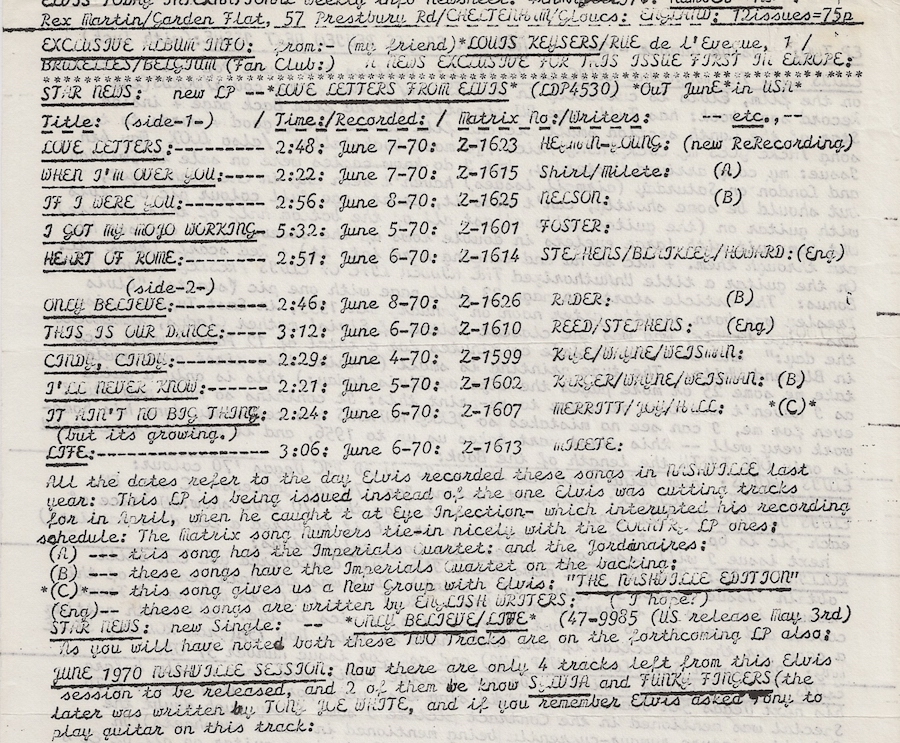 ELVIS
Rex Martin/Garden Flat, 57 Prestbury Rd/CHELTENHAM/Gloucs: ENGLAND: 12issues-75p
EXCLUSIVE ALBUM INFO: from:- (my friend)*LOUIS KEYSERS/RUE de l'Eveque, 1 /
BRUXELLES/BELGIUM (Fan Club:) A NEWS EXCLUSIVE FOR THIS ISSUE FIRST IN EUROPE:
STAR NEWS: new LP --*LOVE LETTERS FROM ELVIS* (LDP4530) *OuT JunE*in USA*
Title: (side-1-) / Time:/Recorded: / Matrix No:/Writers: -- etc.,--
LOVE LETTERS:--------- 2:48: June 7-70: Z-1623 HEYMAN-YOUNG: (new ReRecording)
WHEN I'M OVER YOU:---- 2:22: June 7-70: Z-1615 Shirl/Milete: (A)
IF I WERE YOU:-------- 2:56: June 8-70: Z-1625 NELSON: (B)
I GOT MY MOJO WORKING- 5:32: June 5-70: Z-1601 FOSTER:
HEART OF ROME:-------- 2:51: June 6-70: Z-1614 STEPHENS/BLAIKLEY/HOWARD:(Eng)
(side-2-)
ONLY BELIEVE:--------- 2:46: June 8-70: Z-1626 RADER: (B)
THIS IS OUR DANCE:---- 3:12: June 6-70: Z-1610 REED/STEPHENS: (Eng)
CINDY, CINDY:--------- 2:29: June 4-70: Z-1599 KAYE/WAYNE/WEISMAN:
I'LL NEVER KNOW:------ 2:21: June 5-70: Z-1602 KARGER/WAYNE/WEISMAN: (B)
IT AIN'T NO BIG THING: 2:24: June 6-70: Z-1607 MERRITT/JOY/HALL: *(C)*
(but its growing.)
LIFE:----------------- 3:06: June 6-70: Z-1613 MILETE:
All the dates refer to the day Elvis recorded these songs in NASHVILLE last
year: This LP is being issued instead of the one Elvis was cutting tracks
for in April, when he caught t at Eye Infection- which interupted his recording
schedule: The Matrix song Numbers tie-in nicely with the COUNTRY LP ones:
(A) --- this song has the Imperials Quartet: and the Jordanaires:
(B) --- these songs have the Imperials Quartet on the backing:
*(C)*--- this song gives us a New Group with Elvis: "THE NASHVILLE EDITION"
(Eng)-- these songs are written by ENGLISH WRITERS: ( I hope!)
STAR NEWS: new Single: -- *ONLY BELIEVE/LIFE* (47-9985 (US release May 3rd)
As you will have noted both these TWO Tracks are on the forthcoming LP also:
JUNE 1970 NASHVILLE SESSION: Now there are only 4 tracks left from this Elvis
session to be released, and 2 of them we know SYLVIA and FUNKY FINGERS(the
later was written by TONY JOE WHITE, and if you remember Elvis asked Tony to
play guitar on this track: